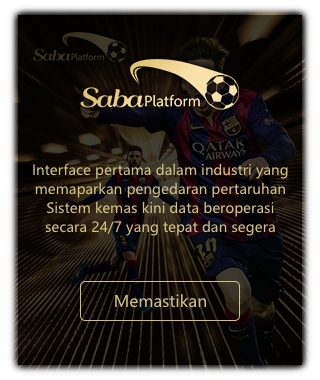 Saba Platform
Saba Platform
QATAR
AIRWAYS
Interface pertama dalam industri yang
memaparkan pengedaran pertaruhan
Sistem kemas kini data beroperasi
secara 24/7 yang tepat dan segera
10
Memastikan